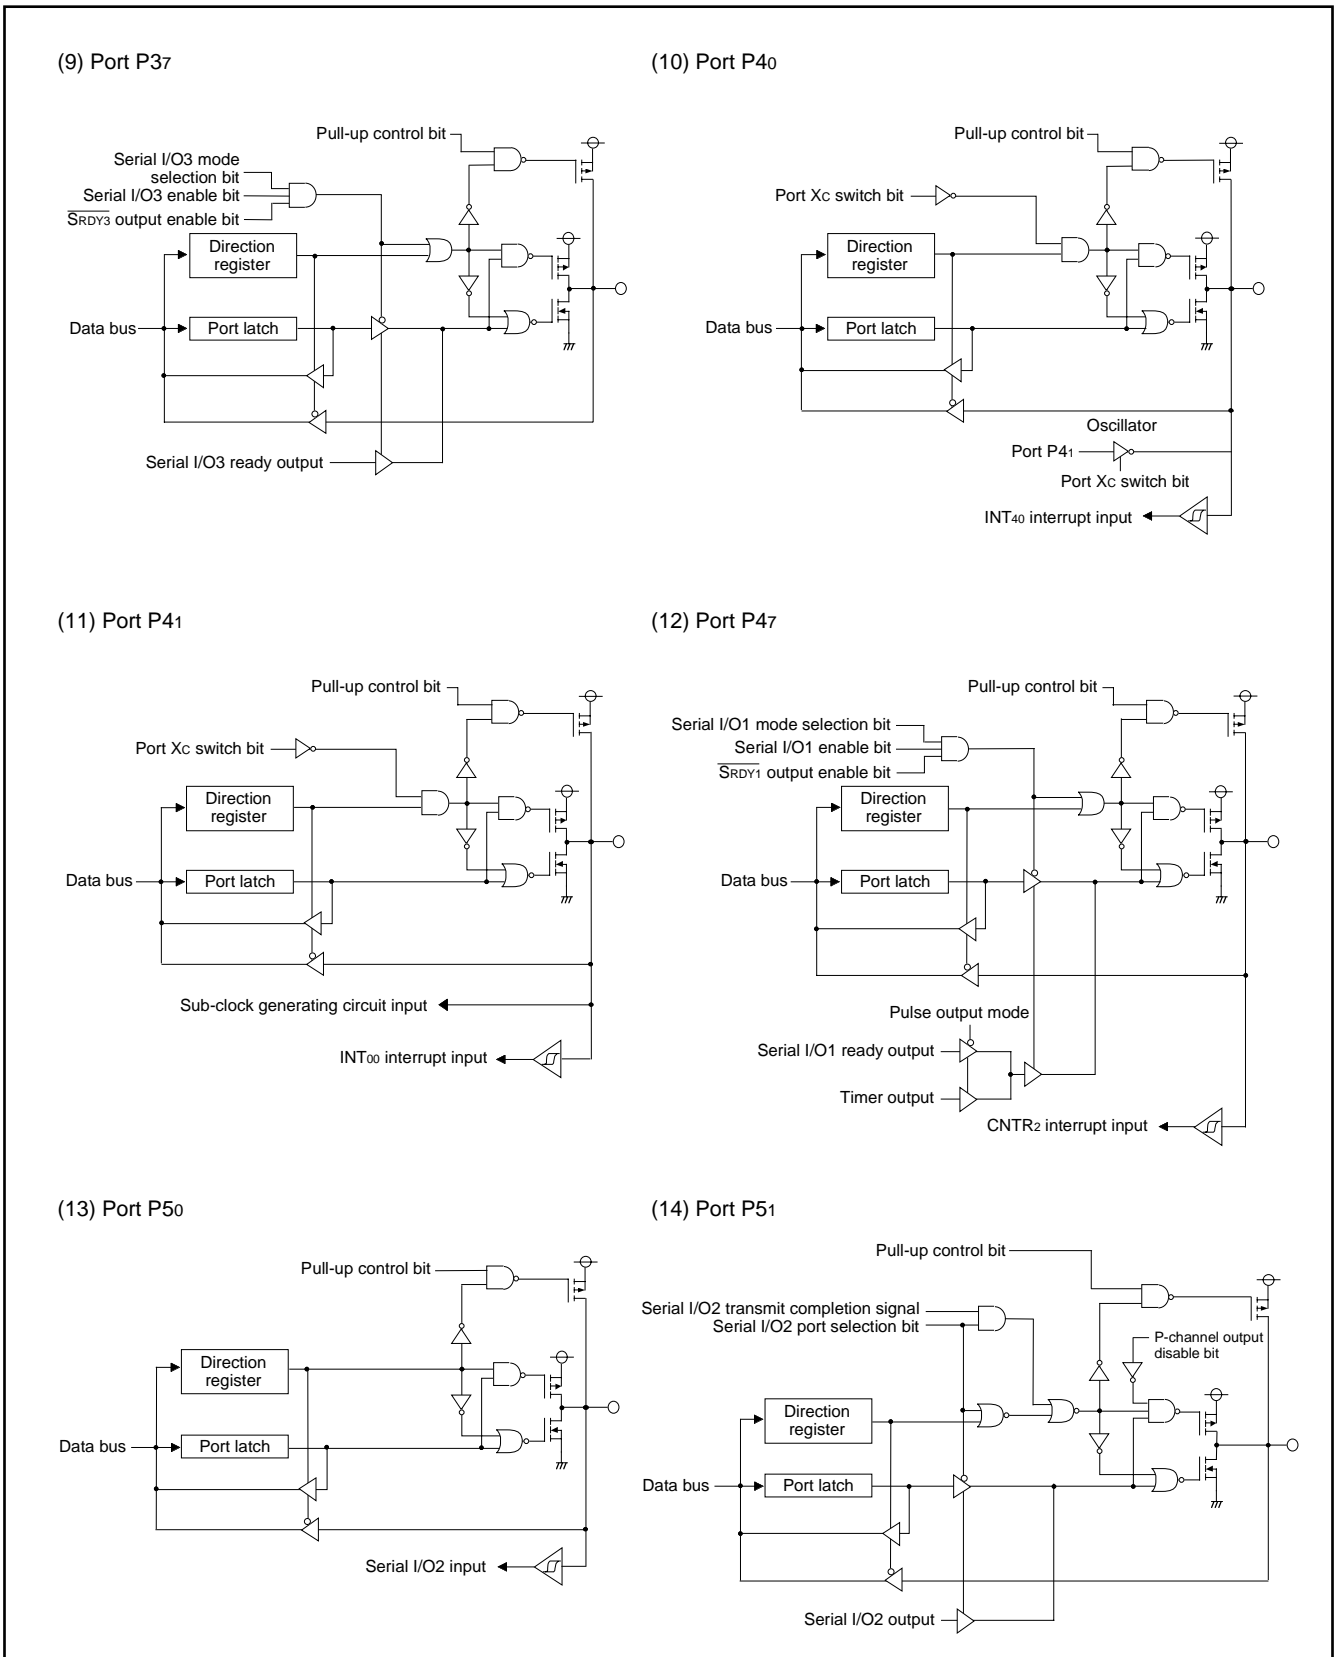 (9) Port P37
Pull-up control bit
Serial I/O3 mode
selection bit
Serial I/O3 enable bit
SRDY3 output enable bit
Direction
register
Data bus
Port latch
Serial I/O3 ready output
(10) Port P40
Pull-up control bit
Port XC switch bit
Direction
register
Data bus
Port latch
Oscillator
Port P41
Port XC switch bit
INT40 interrupt input
(11) Port P41
Pull-up control bit
Port XC switch bit
Direction
register
Data bus
Port latch
Sub-clock generating circuit input
INT00 interrupt input
(12) Port P47
Pull-up control bit
Serial I/O1 mode selection bit
Serial I/O1 enable bit
SRDY1 output enable bit
Direction
register
Data bus
Port latch
Pulse output mode
Serial I/O1 ready output
Timer output
CNTR2 interrupt input
(13) Port P50
Pull-up control bit
Direction
register
Data bus
Port latch
Serial I/O2 input
(14) Port P51
Pull-up control bit
Serial I/O2 transmit completion signal
Serial I/O2 port selection bit
P-channel output
disable bit
Direction
register
Data bus
Port latch
Serial I/O2 output